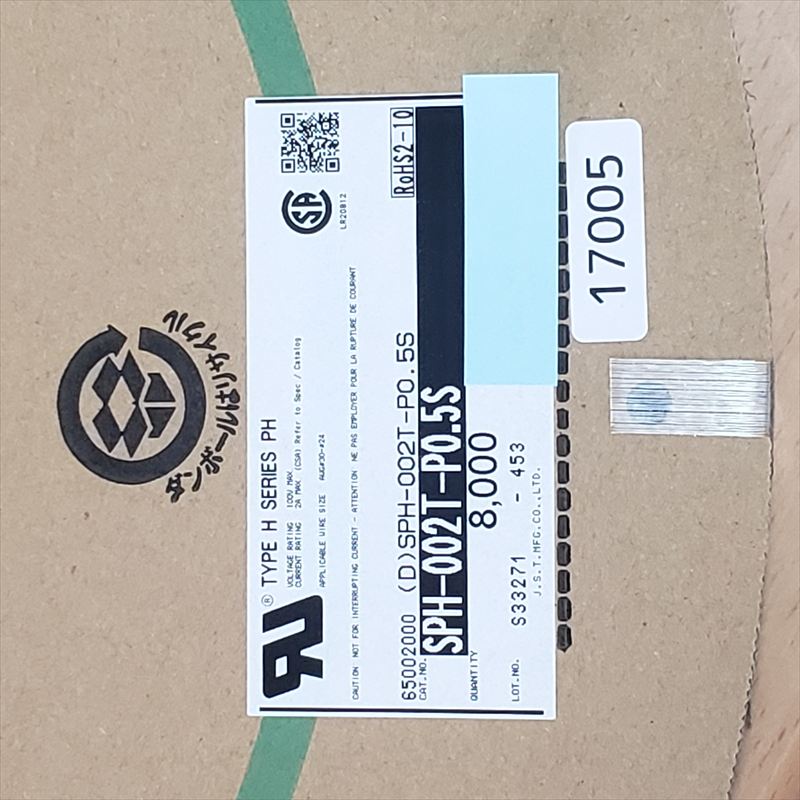 ダンボールはリサイクル
® TYPE H SERIES PH
VOLTAGE RATING 100V MAX.
CURRENT RATING 2A MAX. (CSA) Refer to Spec / Catalog
APPLICABLE WIRE SIZE AWG#30-#24
LR20812
CAUTION NOT FOR INTERRUPTING CURRENT - ATTENTION NE PAS EMPLOYER POUR LA RUPTURE DE COURANT
RoHS2-10
65002000 (D)SPH-002T-P0.5S
CAT.NO.
SPH-002T-P0.5S
QUANTITY 8,000
LOT.NO. S33271 - 453
J.S.T.MFG.CO.,LTD.
17005